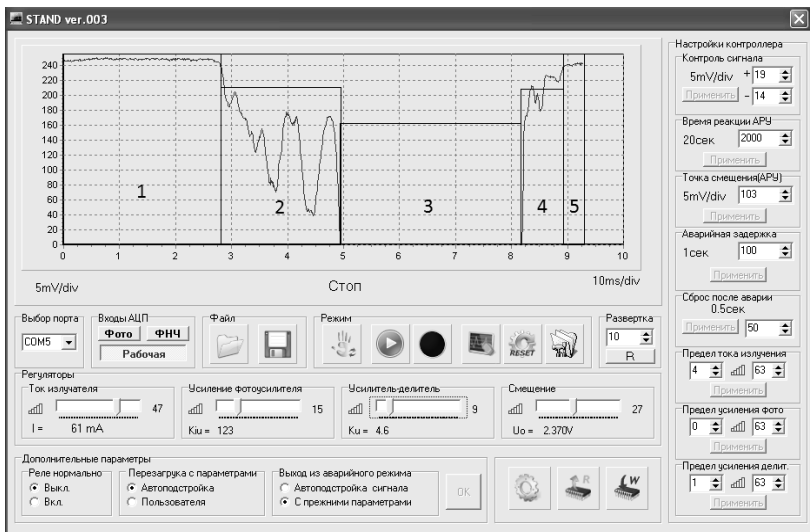 STAND ver.003
240
220
200
180
160
140
120
100
80
60
40
20
0
1
2
3
4
5
0
1
2
3
4
5
6
7
8
9
10
5mV/div
Стоп
10ms/div
Выбор порта
COM5
Входы АЦП
Фото
ФНЧ
Рабочая
Файл
Режим
RESET
Развертка
10
R
Регуляторы
Ток излучателя
47
I = 61 mA
Усиление фотоусилителя
15
Kiu = 123
Усилитель-делитель
9
Ku = 4.6
Смещение
27
Uo = 2.370V
Дополнительные параметры
Реле нормально
Выкл.
Вкл.
Перезагрука с параметрами
Автоподстройка
Пользователя
Выход из аварийного режима
Автоподстройка сигнала
С прежними параметрами
OK
R
W
Настройки контроллера
Контроль сигнала
5mV/div + 19
Применить - 14
Время реакции АРУ
20сек 2000
Применить
Точка смещения(АРУ)
5mV/div 103
Применить
Аварийная задержка
1сек 100
Применить
Сброс после аварии
0.5сек
Применить 50
Предел тока излучения
4 63
Применить
Предел усиления фото
0 63
Применить
Предел усиления делит.
1 63
Применить